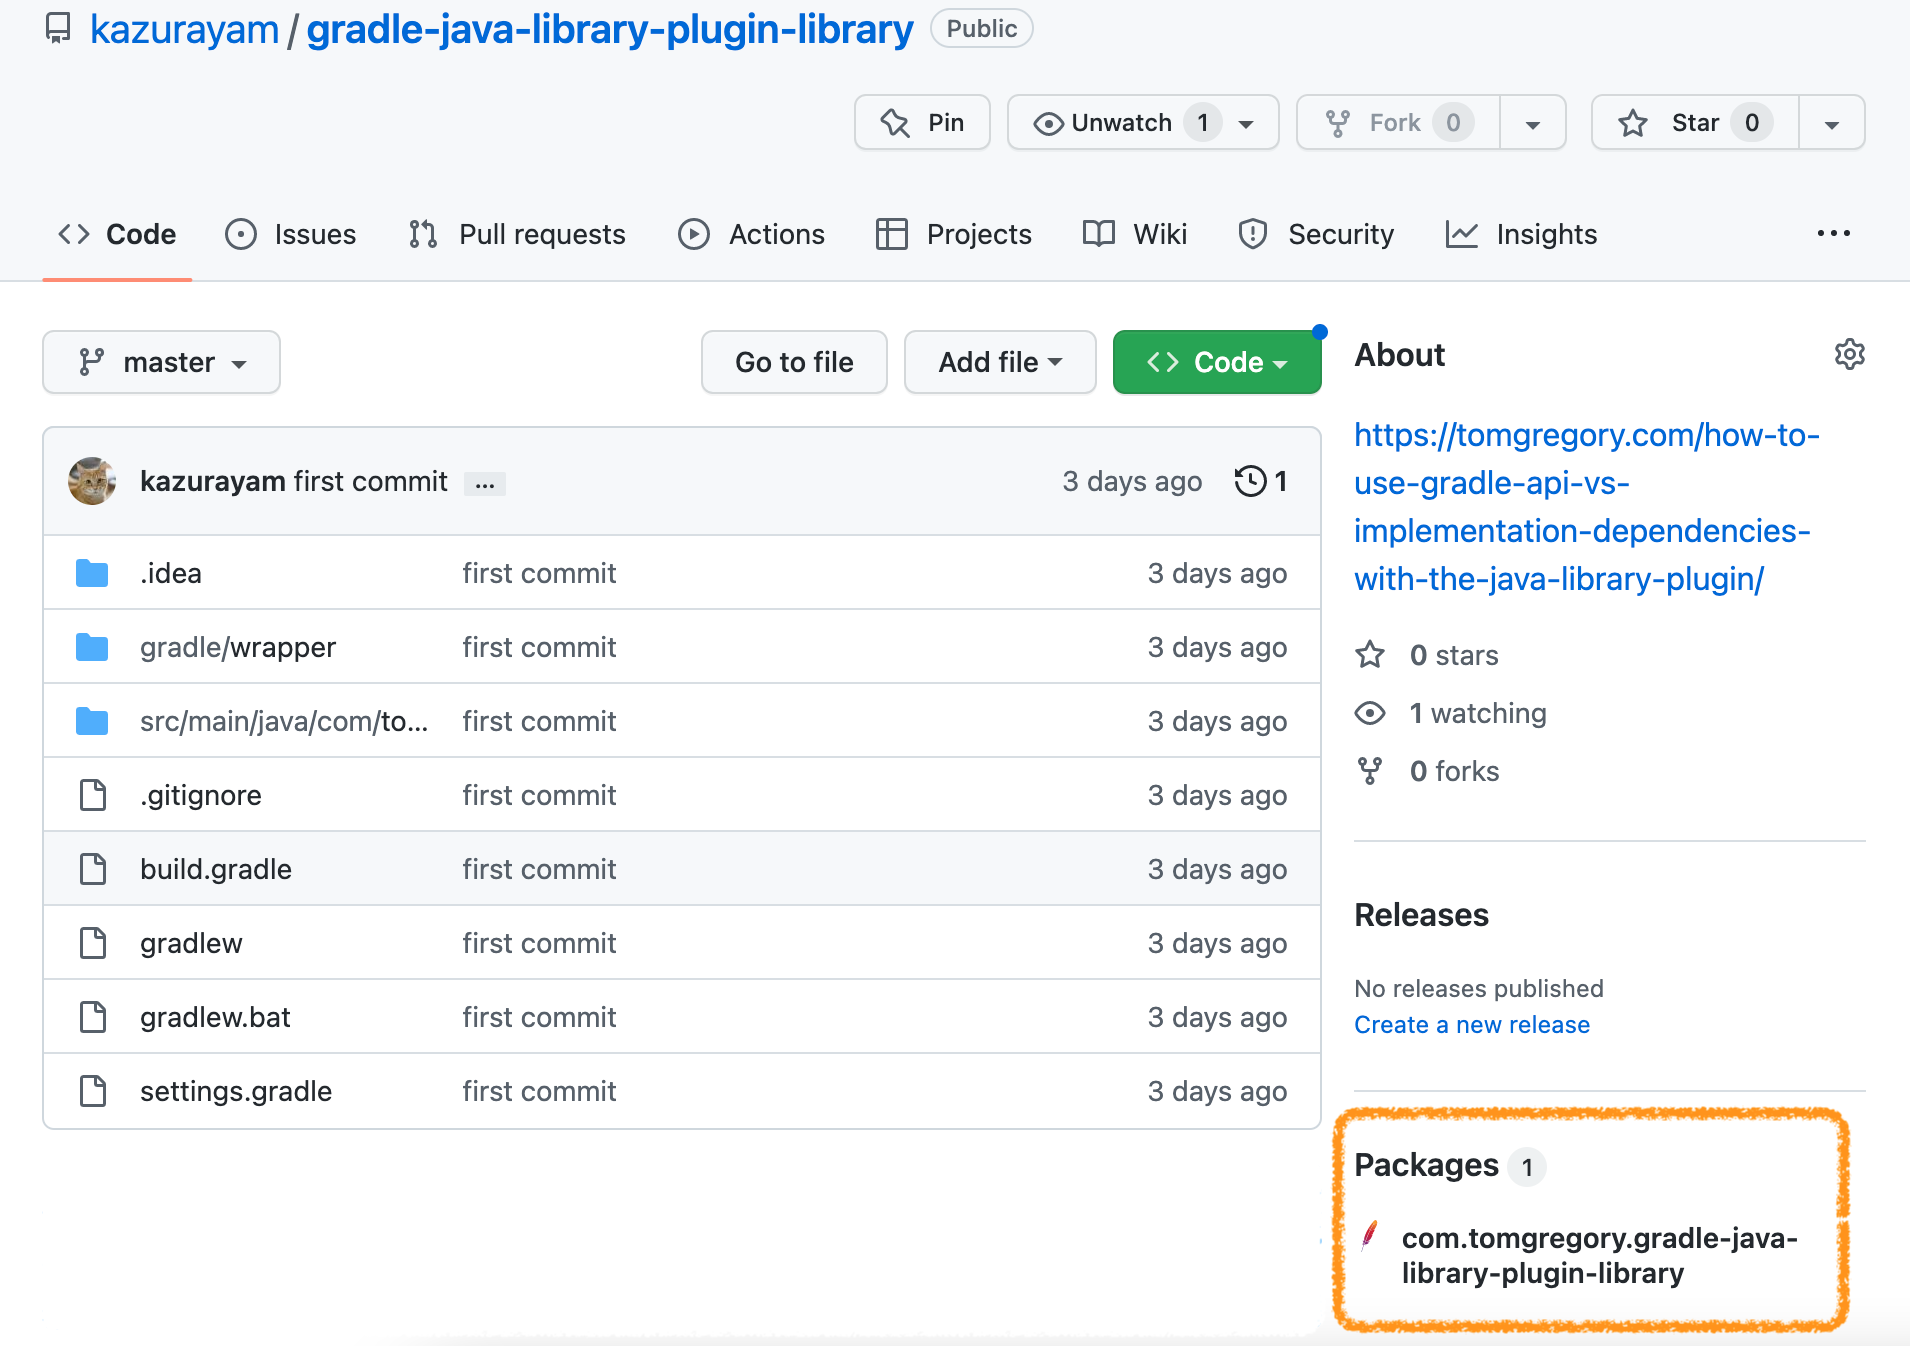 kazurayam / gradle-java-library-plugin-library Public
Pin Unwatch 1 Fork 0 Star 0
Code Issues Pull requests Actions Projects Wiki Security Insights ...
master Go to file Add file Code
kazurayam first commit ... 3 days ago 1
.idea first commit 3 days ago
gradle/wrapper first commit 3 days ago
src/main/java/com/to... first commit 3 days ago
.gitignore first commit 3 days ago
build.gradle first commit 3 days ago
gradlew first commit 3 days ago
gradlew.bat first commit 3 days ago
settings.gradle first commit 3 days ago
About
https://tomgregory.com/how-to-
use-gradle-api-vs-
implementation-dependencies-
with-the-java-library-plugin/
0 stars
1 watching
0 forks
Releases
No releases published
Create a new release
Packages 1
com.tomgregory.gradle-java-
library-plugin-library